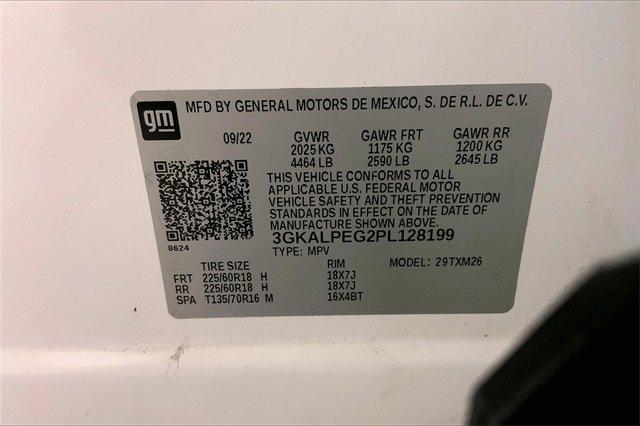 gm
MFD BY GENERAL MOTORS DE MEXICO, S. DE R.L. DE C.V.
09/22 GVWR GAWR FRT GAWR RR
2025 KG 1175 KG 1200 KG
4464 LB 2590 LB 2645 LB
THIS VEHICLE CONFORMS TO ALL
APPLICABLE U.S. FEDERAL MOTOR
VEHICLE SAFETY AND THEFT PREVENTION
STANDARDS IN EFFECT ON THE DATE OF
MANUFACTURE SHOWN ABOVE.
8624
3GKALPEG2PL128199
TYPE: MPV
TIRE SIZE RIM MODEL: 29TXM26
FRT 225/60R18 H 18X7J
RR 225/60R18 H 18X7J
SPA T135/70R16 M 16X4BT